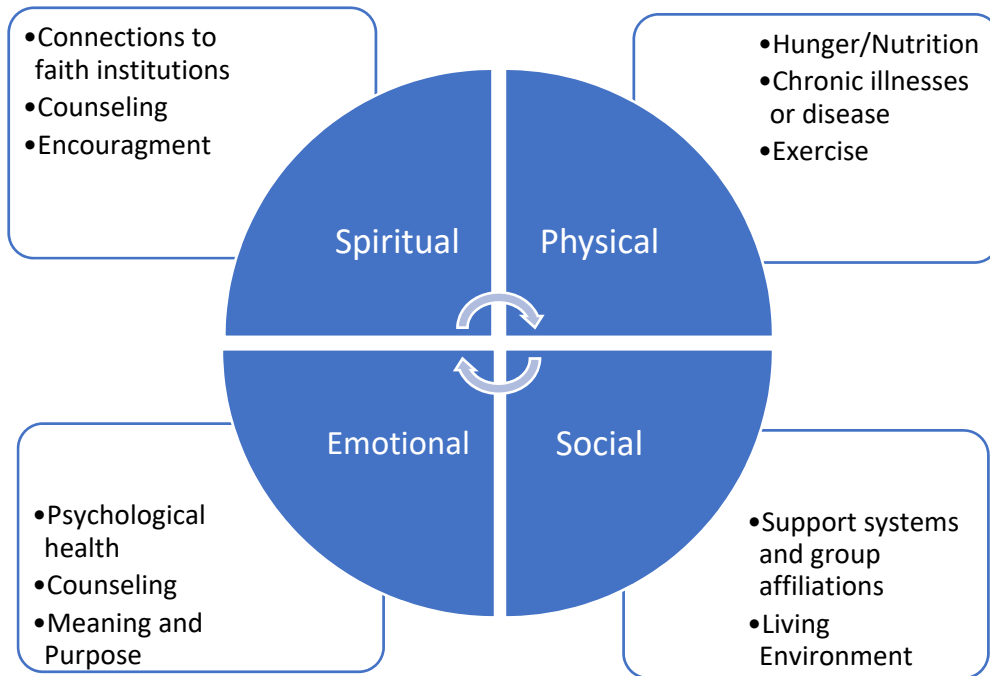 •Connections to
faith institutions
•Counseling
•Encouragment
•Hunger/Nutrition
•Chronic illnesses
or disease
•Exercise
Spiritual
Physical
Emotional
Social
•Psychological
health
•Counseling
•Meaning and
Purpose
•Support systems
and group
affiliations
•Living
Environment